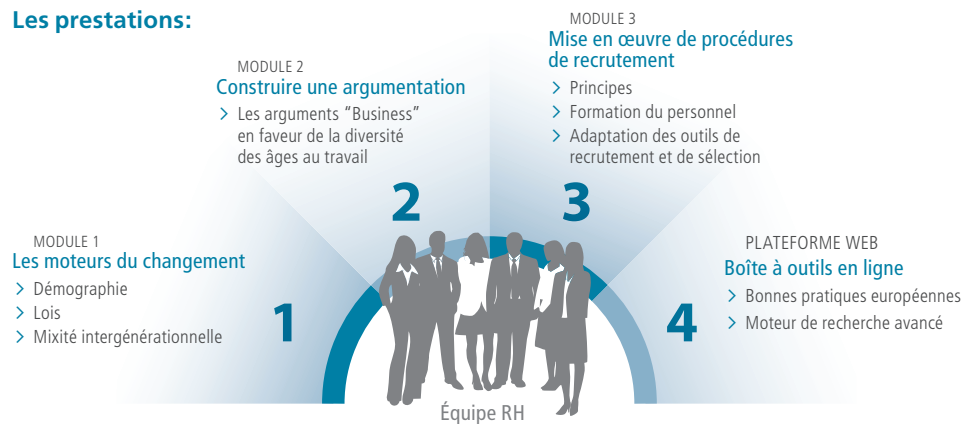 Les prestations:
MODULE 1
Les moteurs du changement
> Démographie
> Lois
> Mixité intergénérationnelle
1
MODULE 2
Construire une argumentation
> Les arguments “Business”
en faveur de la diversité
des âges au travail
2
MODULE 3
Mise en œuvre de procédures
de recrutement
> Principes
> Formation du personnel
> Adaptation des outils de
recrutement et de sélection
3
PLATEFORME WEB
Boîte à outils en ligne
> Bonnes pratiques européennes
> Moteur de recherche avancé
4
Équipe RH